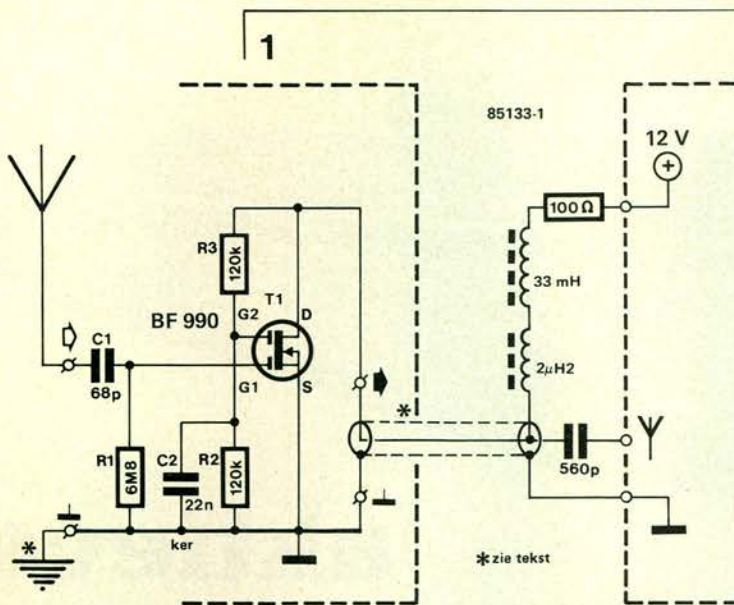 1
85133-1
12 V
+
100 Ω
R3
120k
33 mH
T1
G2
D
BF 990
C1
2µH2
G1
S
68p
*
R1
6M8
C2
R2
120k
560p
22n
*
ker
*zie tekst